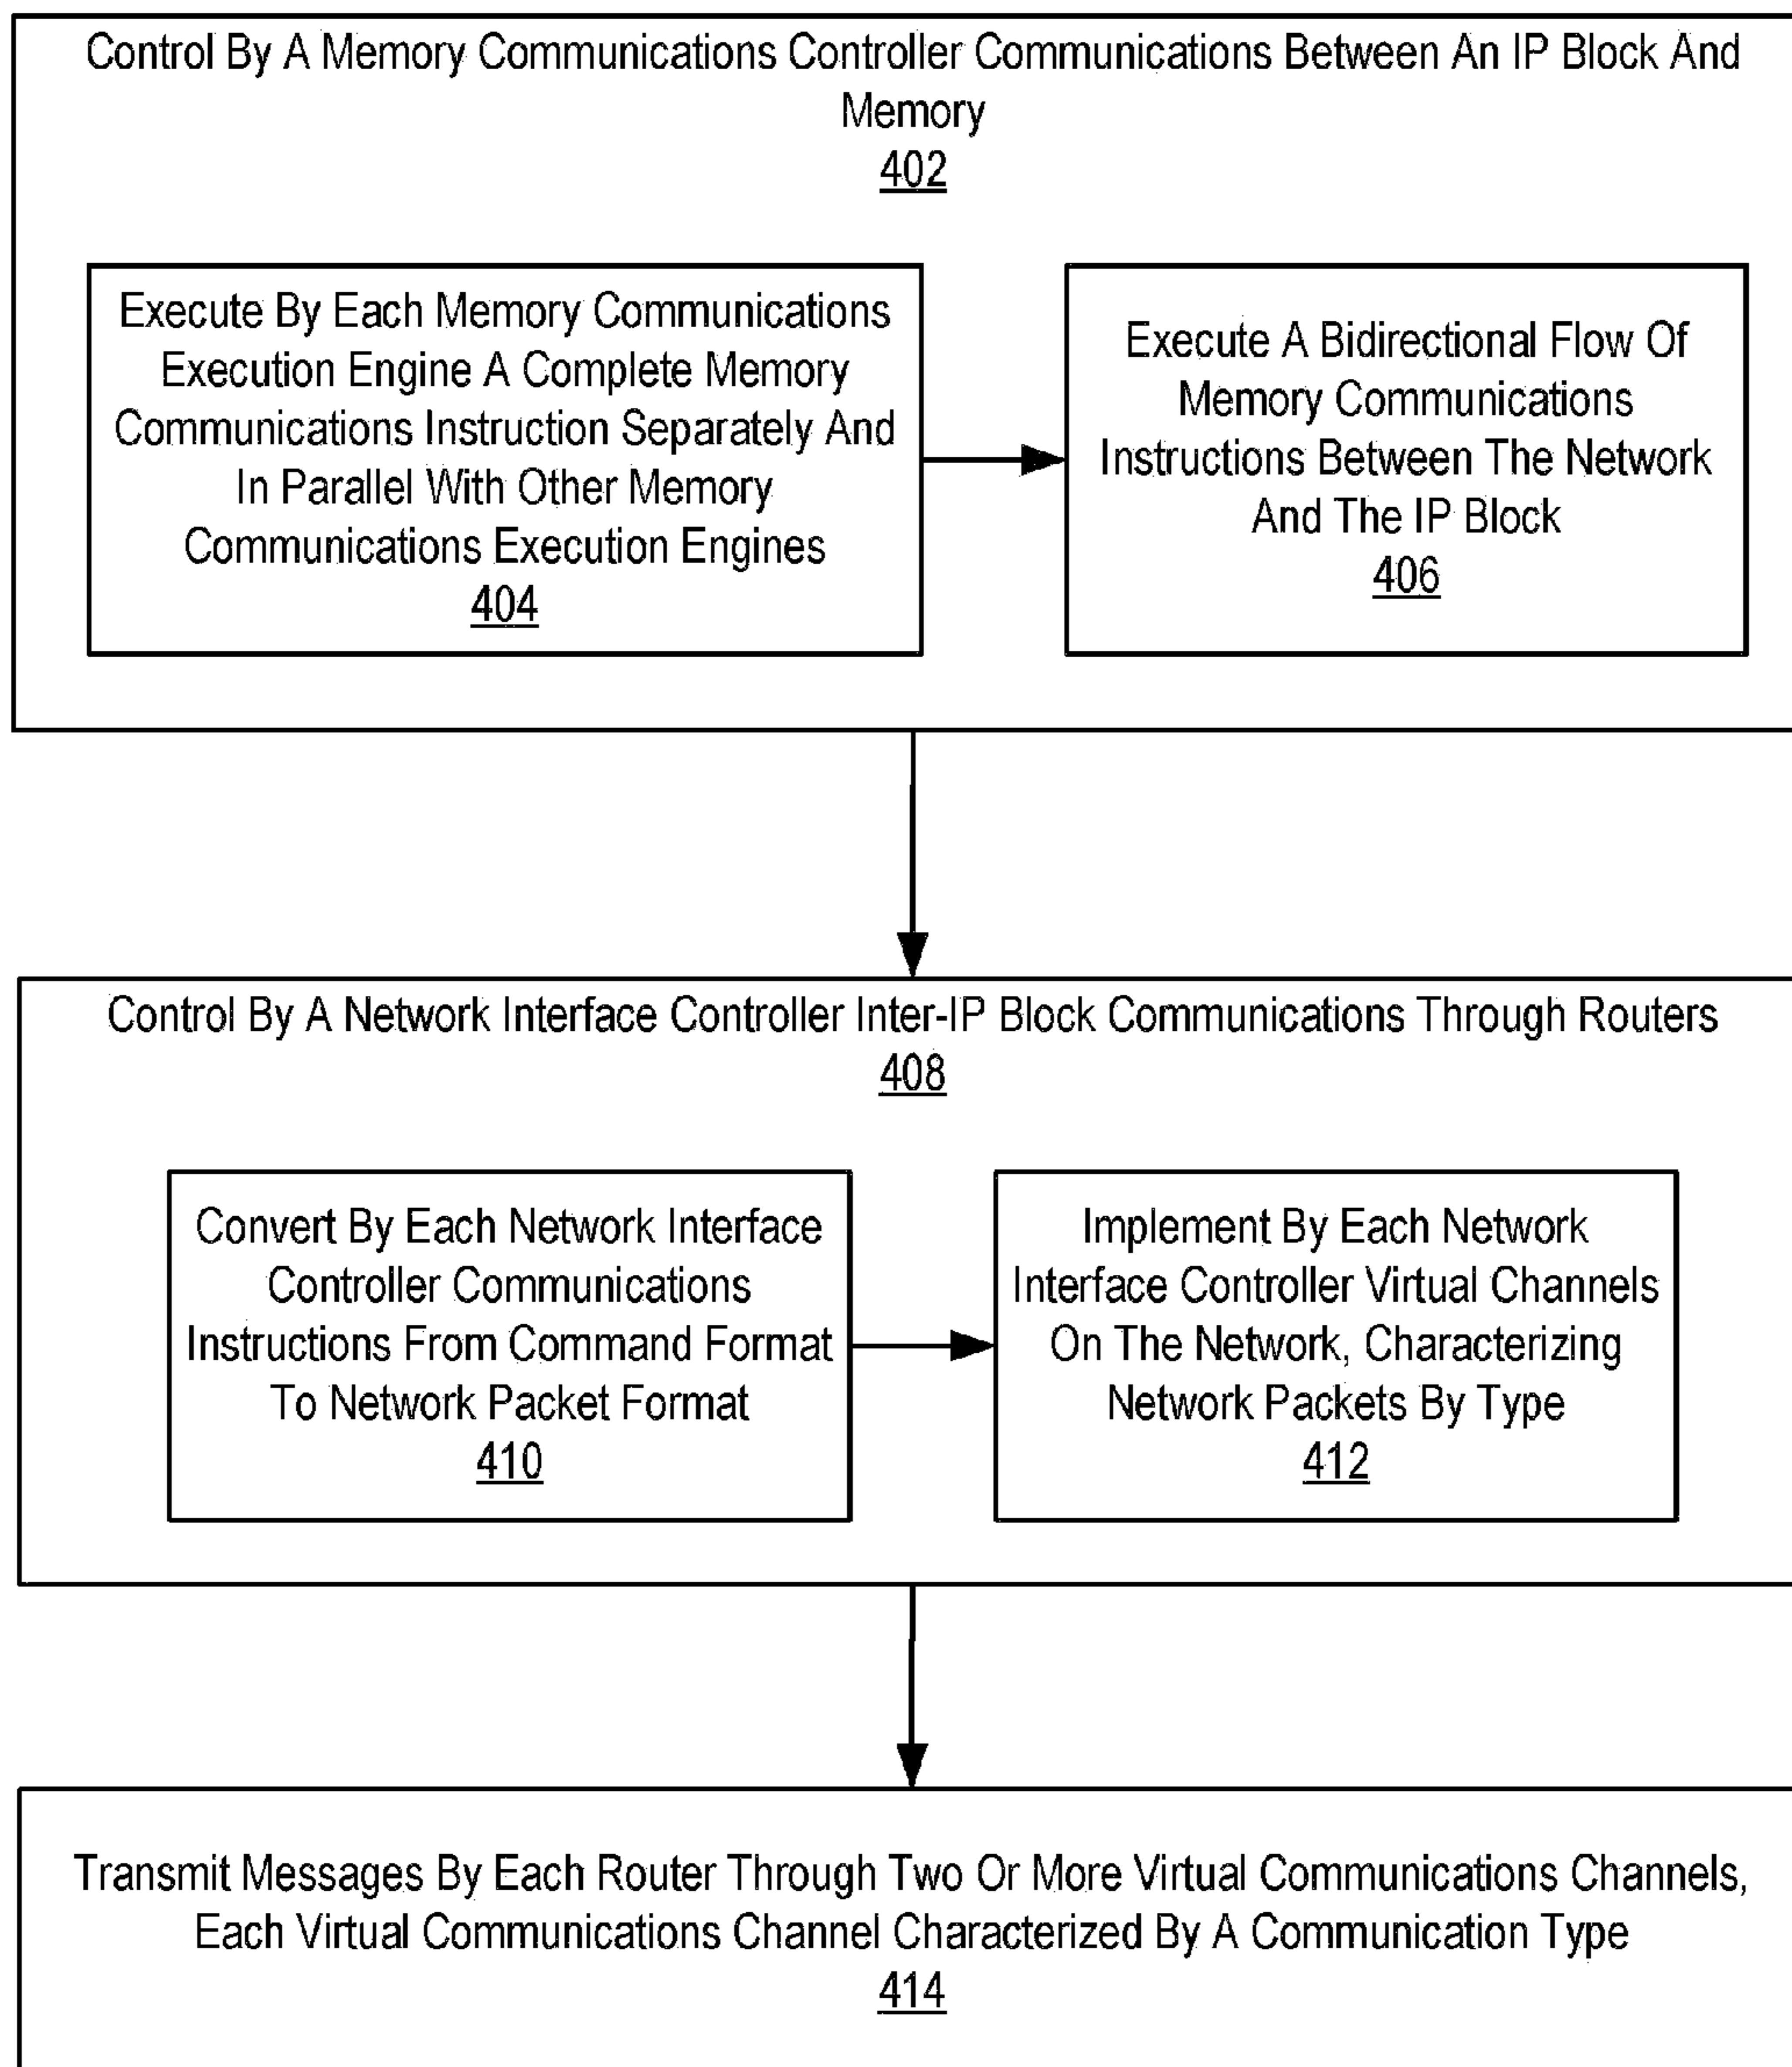 Control By A Memory Communications Controller Communications Between An IP Block And
Memory
402
Execute By Each Memory Communications
Execution Engine A Complete Memory
Communications Instruction Separately And
In Parallel With Other Memory
Communications Execution Engines
404
Execute A Bidirectional Flow Of
Memory Communications
Instructions Between The Network
And The IP Block
406
Control By A Network Interface Controller Inter-IP Block Communications Through Routers
408
Convert By Each Network Interface
Controller Communications
Instructions From Command Format
To Network Packet Format
410
Implement By Each Network
Interface Controller Virtual Channels
On The Network, Characterizing
Network Packets By Type
412
Transmit Messages By Each Router Through Two Or More Virtual Communications Channels,
Each Virtual Communications Channel Characterized By A Communication Type
414